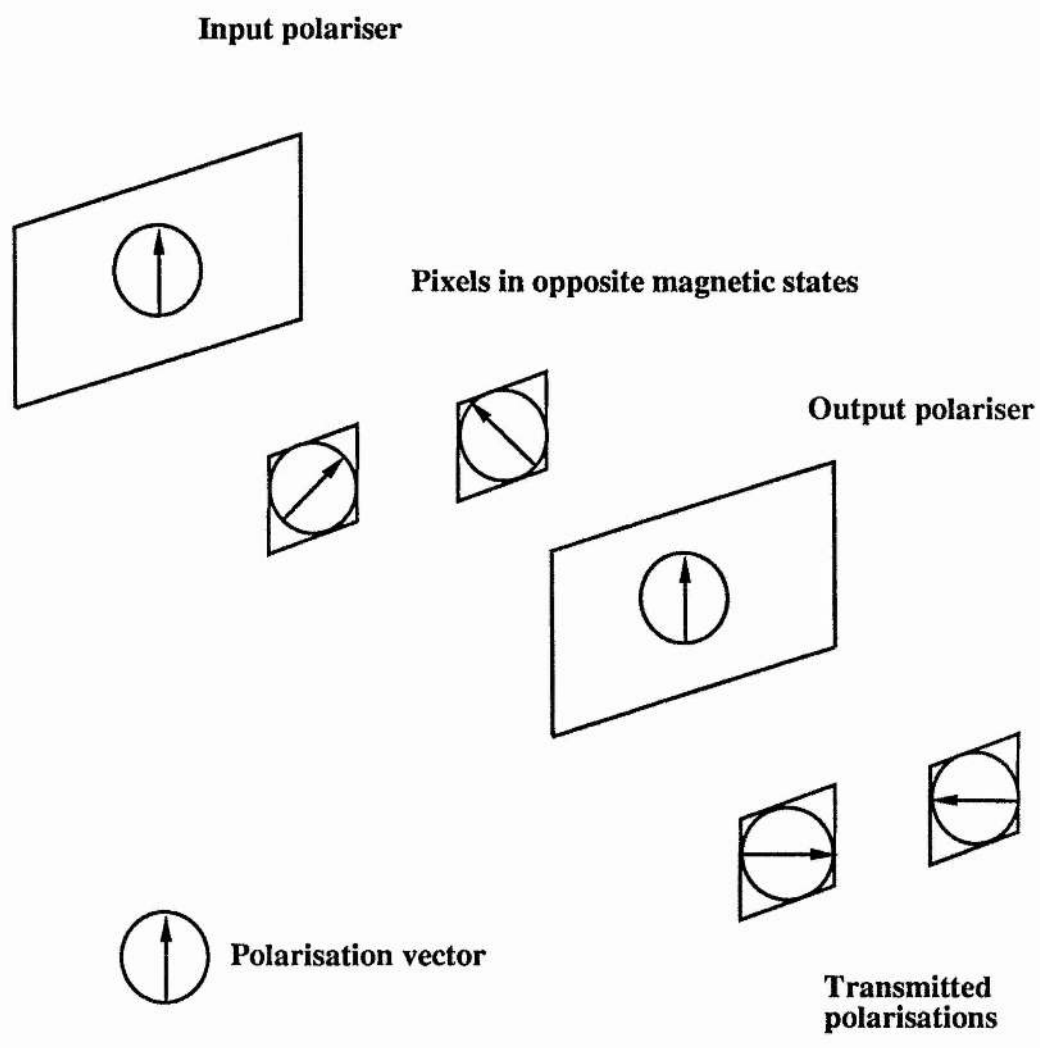 Input polariser
Pixels in opposite magnetic states
Output polariser
Polarisation vector
Transmitted
polarisations